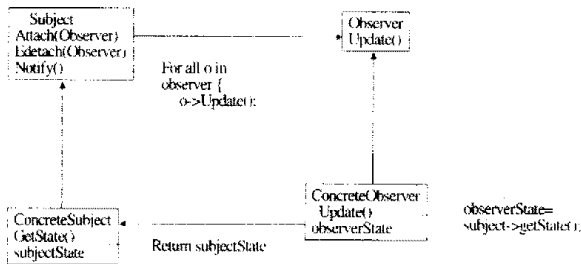 Subject
Attach(Observer)
Edetach(Observer)
Notify()
Observer
Update()
For all o in
observer {
o->Update();
ConcreteSubject
GetState()
subjectState
Return subjectState
ConcreteObserver
Update()
observerState
observerState=
subject->getState();